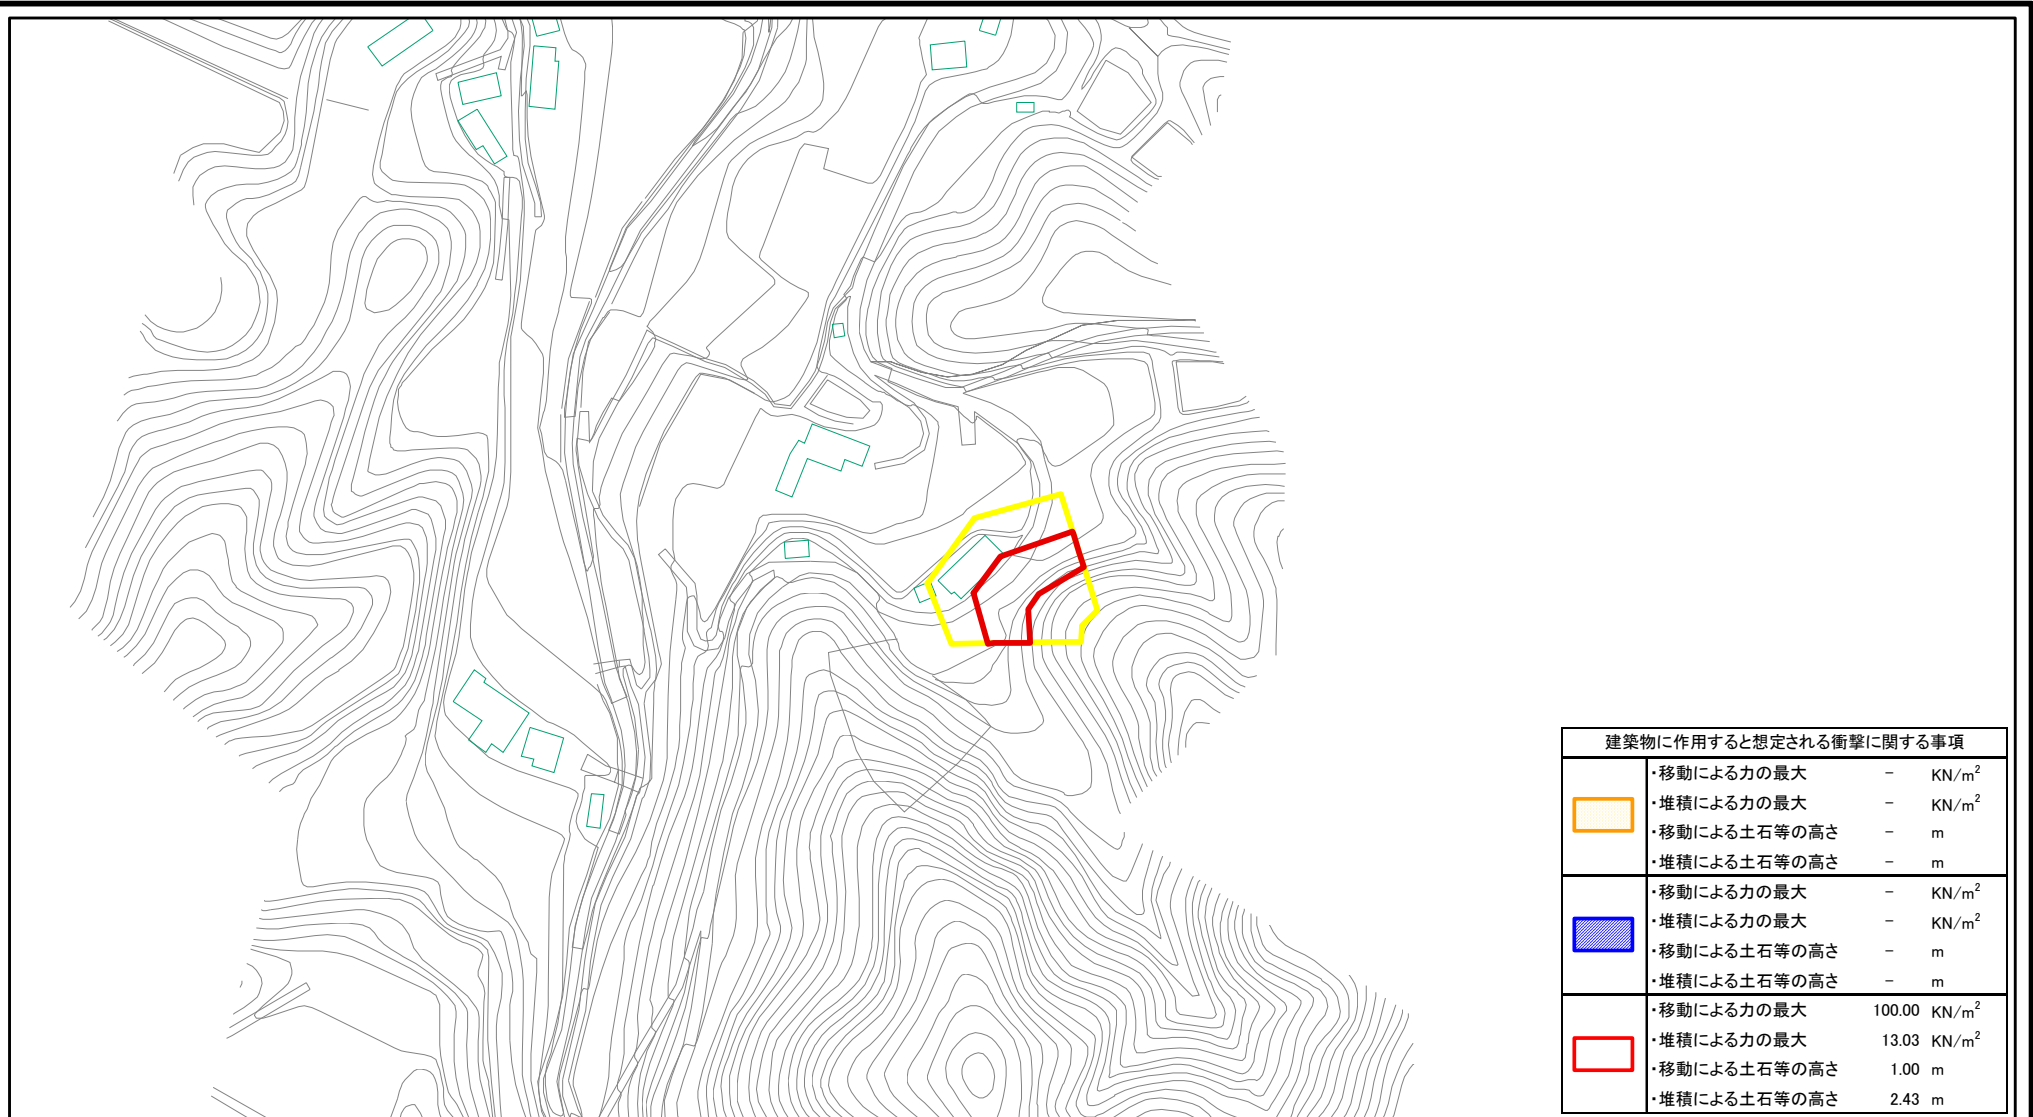 建築物に作用すると想定される衝撃に関する事項
・移動による力の最大 － KN/m²
・堆積による力の最大 － KN/m²
・移動による土石等の高さ － m
・堆積による土石等の高さ － m
・移動による力の最大 － KN/m²
・堆積による力の最大 － KN/m²
・移動による土石等の高さ － m
・堆積による土石等の高さ － m
・移動による力の最大 100.00 KN/m²
・堆積による力の最大 13.03 KN/m²
・移動による土石等の高さ 1.00 m
・堆積による土石等の高さ 2.43 m